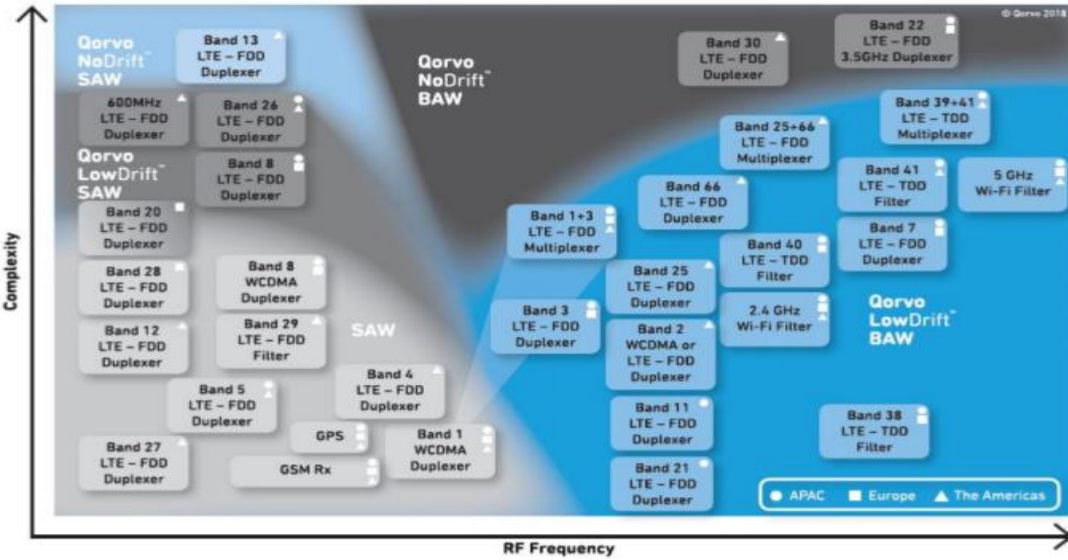 © Qorvo 2018
Complexity
Qorvo
NoDrift™
SAW
Band 13
LTE – FDD
Duplexer
Qorvo
NoDrift™
BAW
Band 30
LTE – FDD
Duplexer
Band 22
LTE – FDD
3.5GHz Duplexer
600MHz
LTE – FDD
Duplexer
Band 26
LTE – FDD
Duplexer
Band 25+66
LTE – FDD
Multiplexer
Band 39+41
LTE – TDD
Multiplexer
Qorvo
LowDrift™
SAW
Band 8
LTE – FDD
Duplexer
Band 66
LTE – FDD
Duplexer
Band 41
LTE – TDD
Filter
5 GHz
Wi-Fi Filter
Band 20
LTE – FDD
Duplexer
Band 1+3
LTE – FDD
Multiplexer
Band 40
LTE – TDD
Filter
Band 7
LTE – FDD
Duplexer
Band 28
LTE – FDD
Duplexer
Band 8
WCDMA
Duplexer
Band 25
LTE – FDD
Duplexer
Band 12
LTE – FDD
Duplexer
Band 29
LTE – FDD
Filter
SAW
Band 3
LTE – FDD
Duplexer
Band 2
WCDMA or
LTE – FDD
Duplexer
2.4 GHz
Wi-Fi Filter
Qorvo
LowDrift™
BAW
Band 5
LTE – FDD
Duplexer
Band 4
LTE – FDD
Duplexer
Band 11
LTE – FDD
Duplexer
Band 38
LTE – TDD
Filter
Band 27
LTE – FDD
Duplexer
GPS
GSM Rx
Band 1
WCDMA
Duplexer
Band 21
LTE – FDD
Duplexer
APAC Europe The Americas
RF Frequency